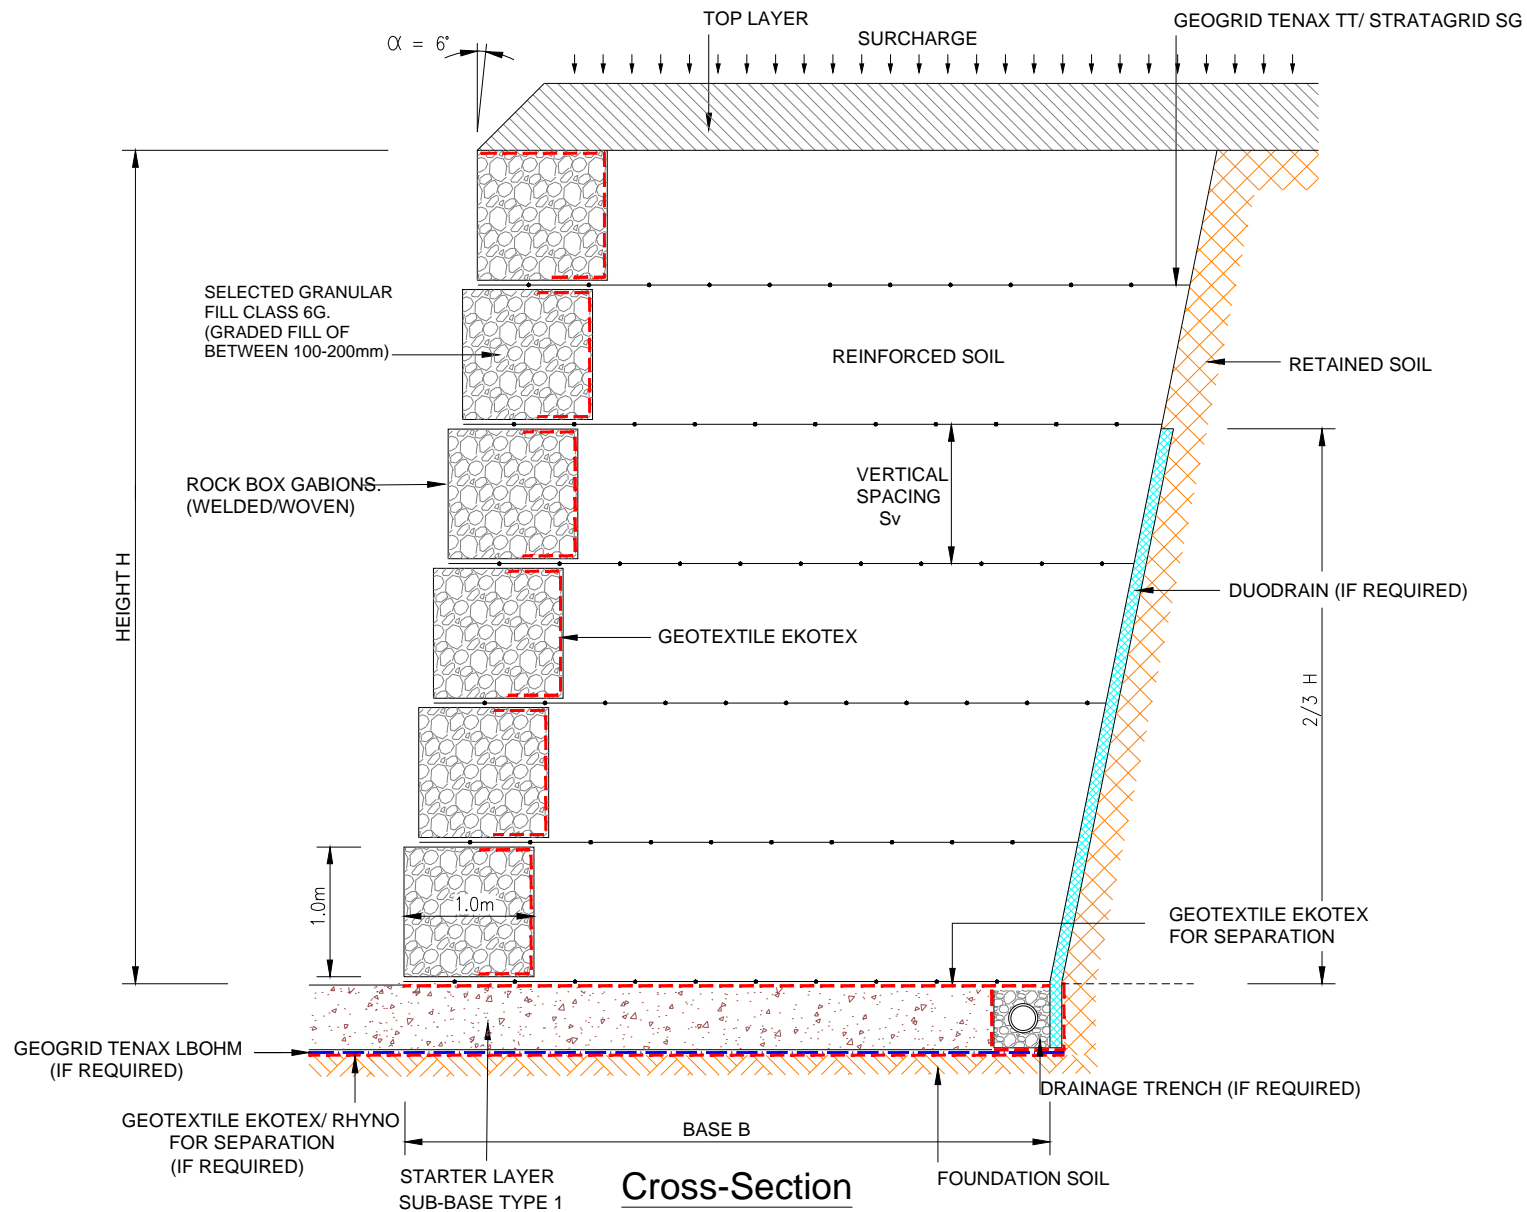 TOP LAYER
GEOGRID TENAX TT/ STRATAGRID SG
α = 6°
SURCHARGE
SELECTED GRANULAR
FILL CLASS 6G.
(GRADED FILL OF
BETWEEN 100-200mm)
REINFORCED SOIL
RETAINED SOIL
ROCK BOX GABIONS.
(WELDED/WOVEN)
VERTICAL
SPACING
Sv
HEIGHT H
DUODRAIN (IF REQUIRED)
GEOTEXTILE EKOTEX
2/3 H
1.0m
1.0m
GEOTEXTILE EKOTEX
FOR SEPARATION
GEOGRID TENAX LBOHM
(IF REQUIRED)
DRAINAGE TRENCH (IF REQUIRED)
GEOTEXTILE EKOTEX/ RHYNO
FOR SEPARATION
(IF REQUIRED)
BASE B
STARTER LAYER
SUB-BASE TYPE 1
FOUNDATION SOIL
Cross-Section